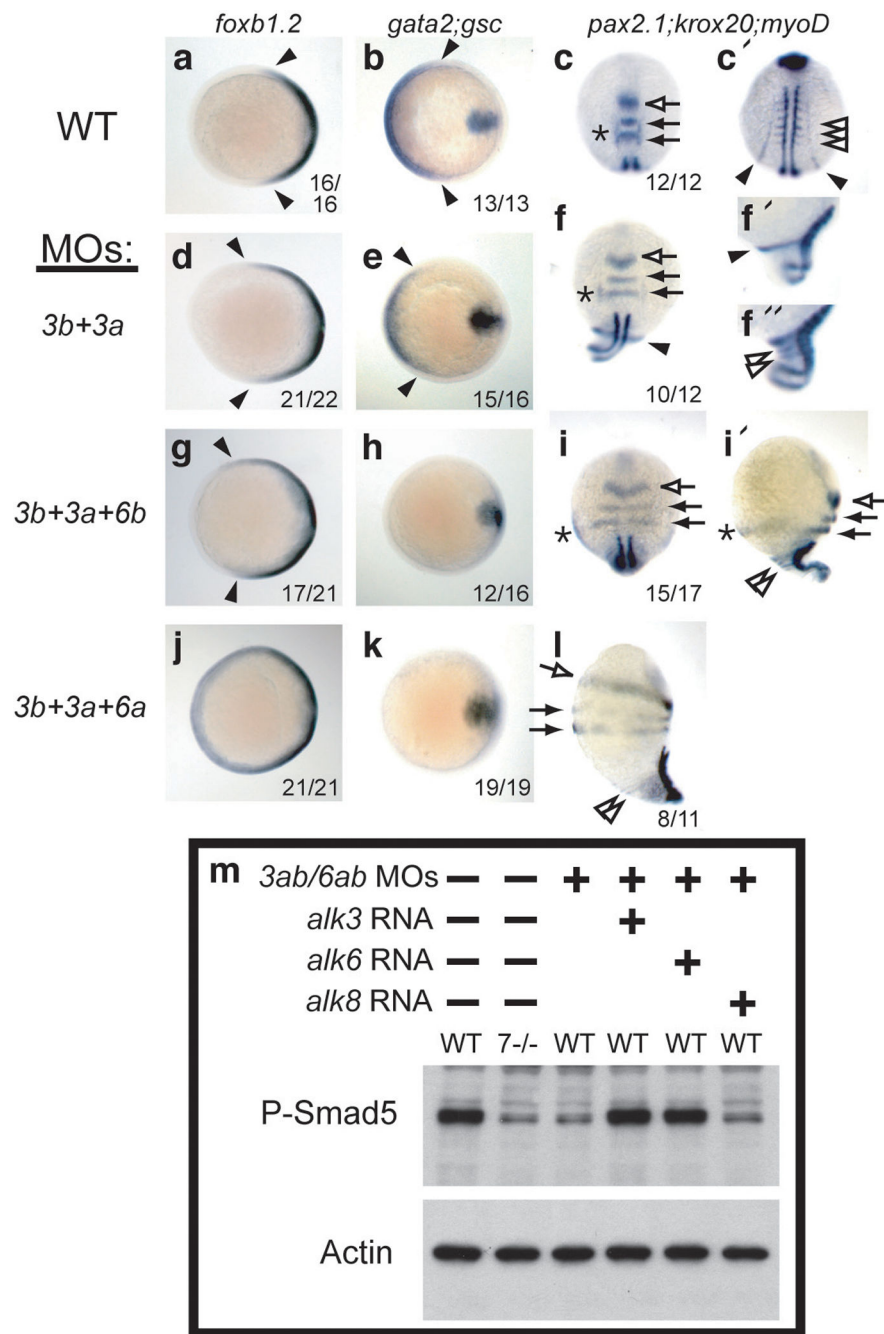 foxb1.2 gata2;gsc pax2.1;krox20;myoD
WT
a
16/
16
b
13/13
c
*
12/12
c´
MOs:
3b+3a
d
21/22
e
15/16
f
*
10/12
f´
f´´
3b+3a+6b
g
17/21
h
12/16
i
*
15/17
i´
*
3b+3a+6a
j
21/21
k
19/19
l
8/11
m
3ab/6ab MOs – – + + + +
alk3 RNA – – +
alk6 RNA – – +
alk8 RNA – – +
WT 7-/- WT WT WT WT
P-Smad5
Actin